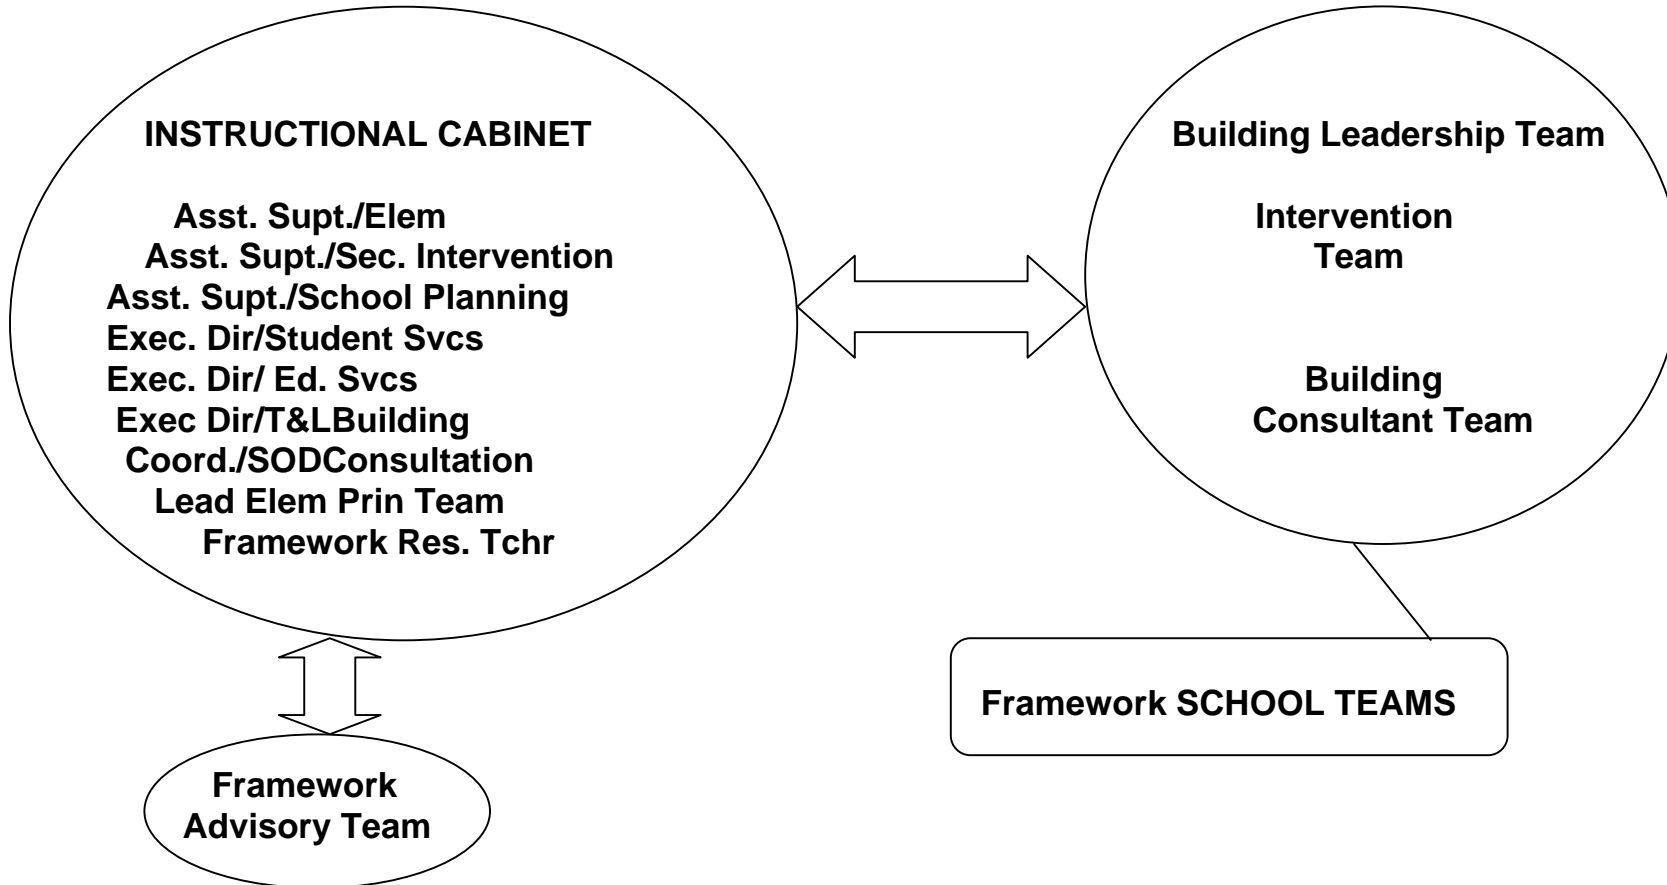 INSTRUCTIONAL CABINET
Asst. Supt./Elem
Asst. Supt./Sec. Intervention
Asst. Supt./School Planning
Exec. Dir/Student Svcs
Exec. Dir/ Ed. Svcs
Exec Dir/T&LBuilding
Coord./SODConsultation
Lead Elem Prin Team
Framework Res. Tchr
Building Leadership Team
Intervention
Team
Building
Consultant Team
Framework SCHOOL TEAMS
Framework
Advisory Team